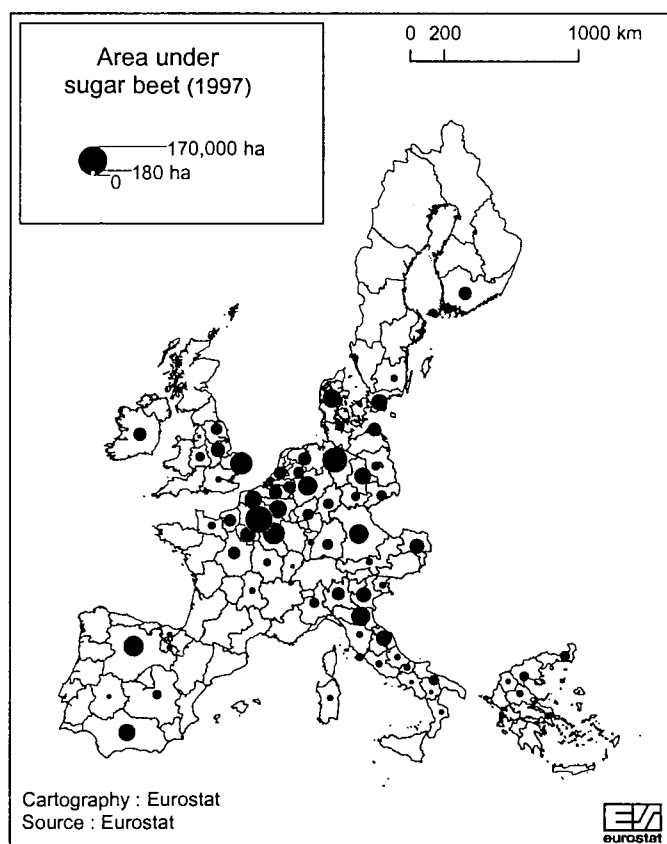 Area under
sugar beet (1997)
170,000 ha
180 ha
0
0 200 1000 km
Cartography : Eurostat
Source : Eurostat
eurostat